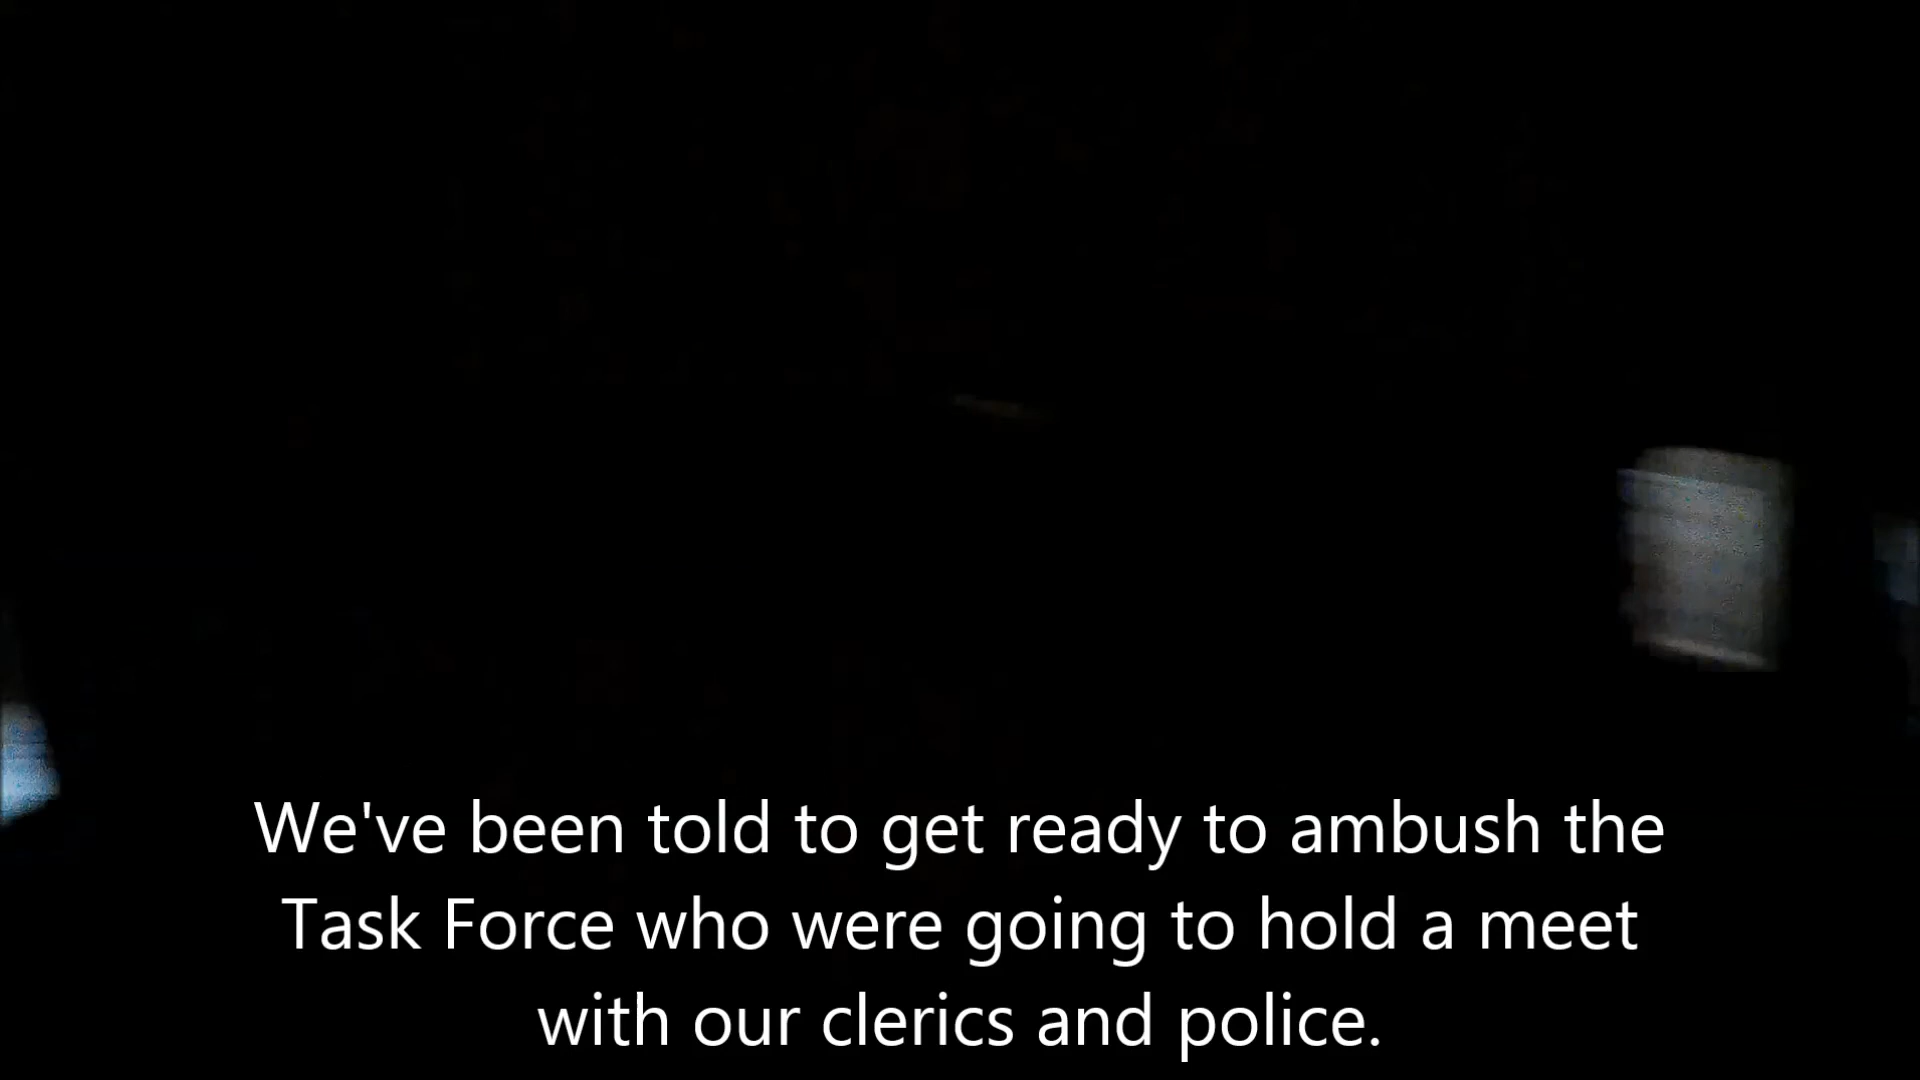 We've been told to get ready to ambush the
Task Force who were going to hold a meet
with our clerics and police.